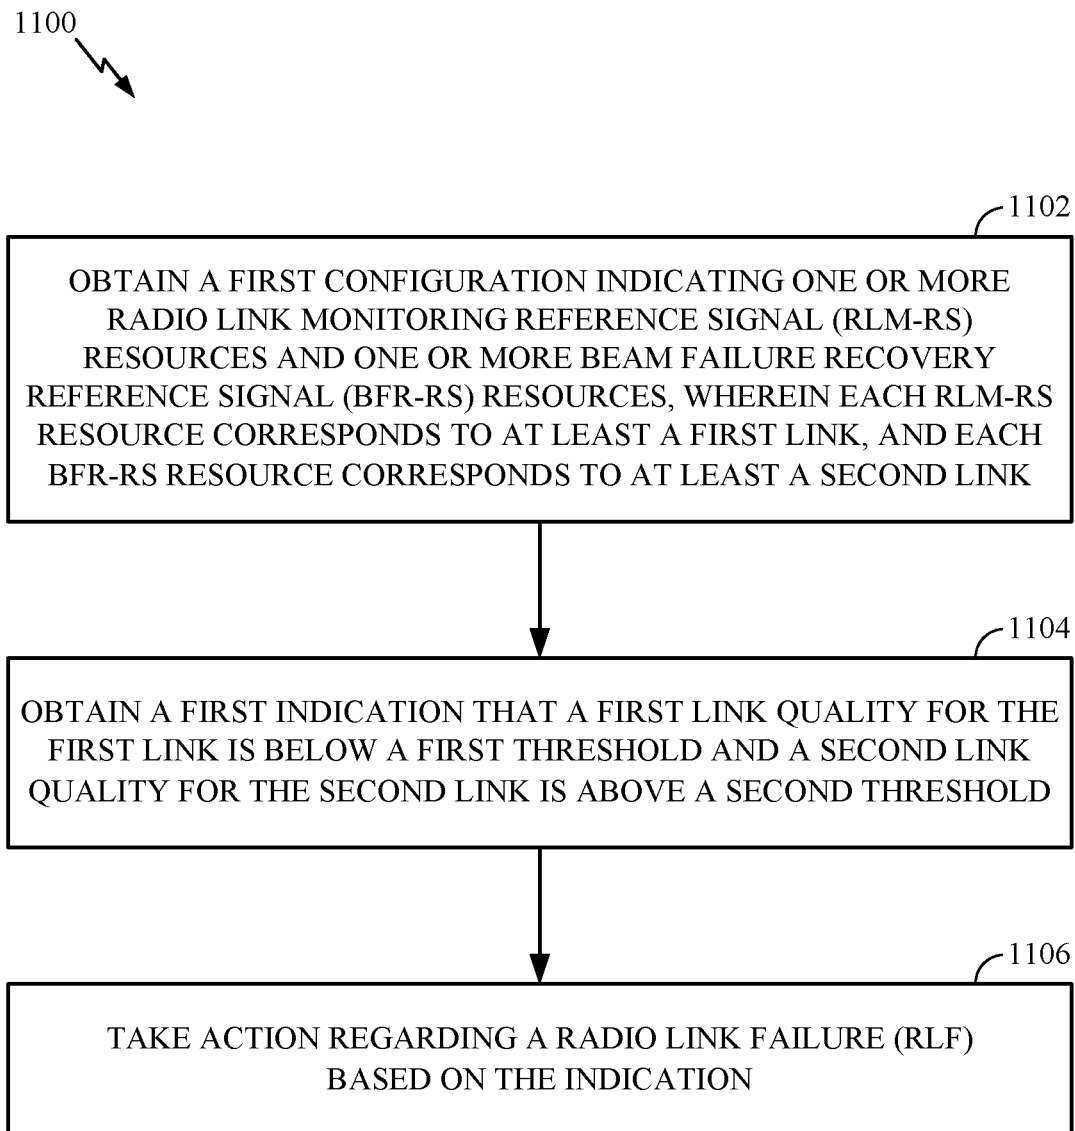 1100
1102
OBTAIN A FIRST CONFIGURATION INDICATING ONE OR MORE
RADIO LINK MONITORING REFERENCE SIGNAL (RLM-RS)
RESOURCES AND ONE OR MORE BEAM FAILURE RECOVERY
REFERENCE SIGNAL (BFR-RS) RESOURCES, WHEREIN EACH RLM-RS
RESOURCE CORRESPONDS TO AT LEAST A FIRST LINK, AND EACH
BFR-RS RESOURCE CORRESPONDS TO AT LEAST A SECOND LINK
1104
OBTAIN A FIRST INDICATION THAT A FIRST LINK QUALITY FOR THE
FIRST LINK IS BELOW A FIRST THRESHOLD AND A SECOND LINK
QUALITY FOR THE SECOND LINK IS ABOVE A SECOND THRESHOLD
1106
TAKE ACTION REGARDING A RADIO LINK FAILURE (RLF)
BASED ON THE INDICATION